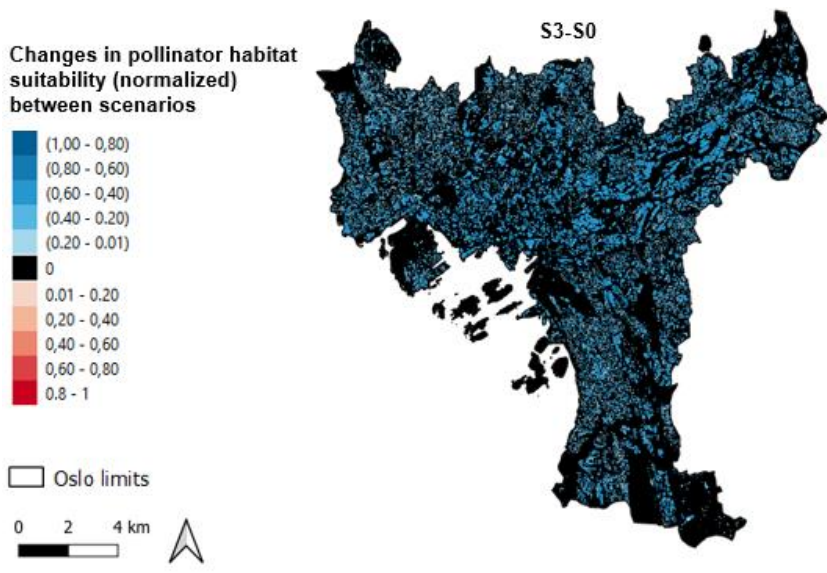 S3-S0
Changes in pollinator habitat
suitability (normalized)
between scenarios
(1,00 - 0,80)
(0,80 - 0,60)
(0,60 - 0,40)
(0.40 - 0.20)
(0.20 - 0.01)
0
0.01 - 0.20
0,20 - 0,40
0,40 - 0,60
0,60 - 0,80
0.8 - 1
Oslo limits
0 2 4 km